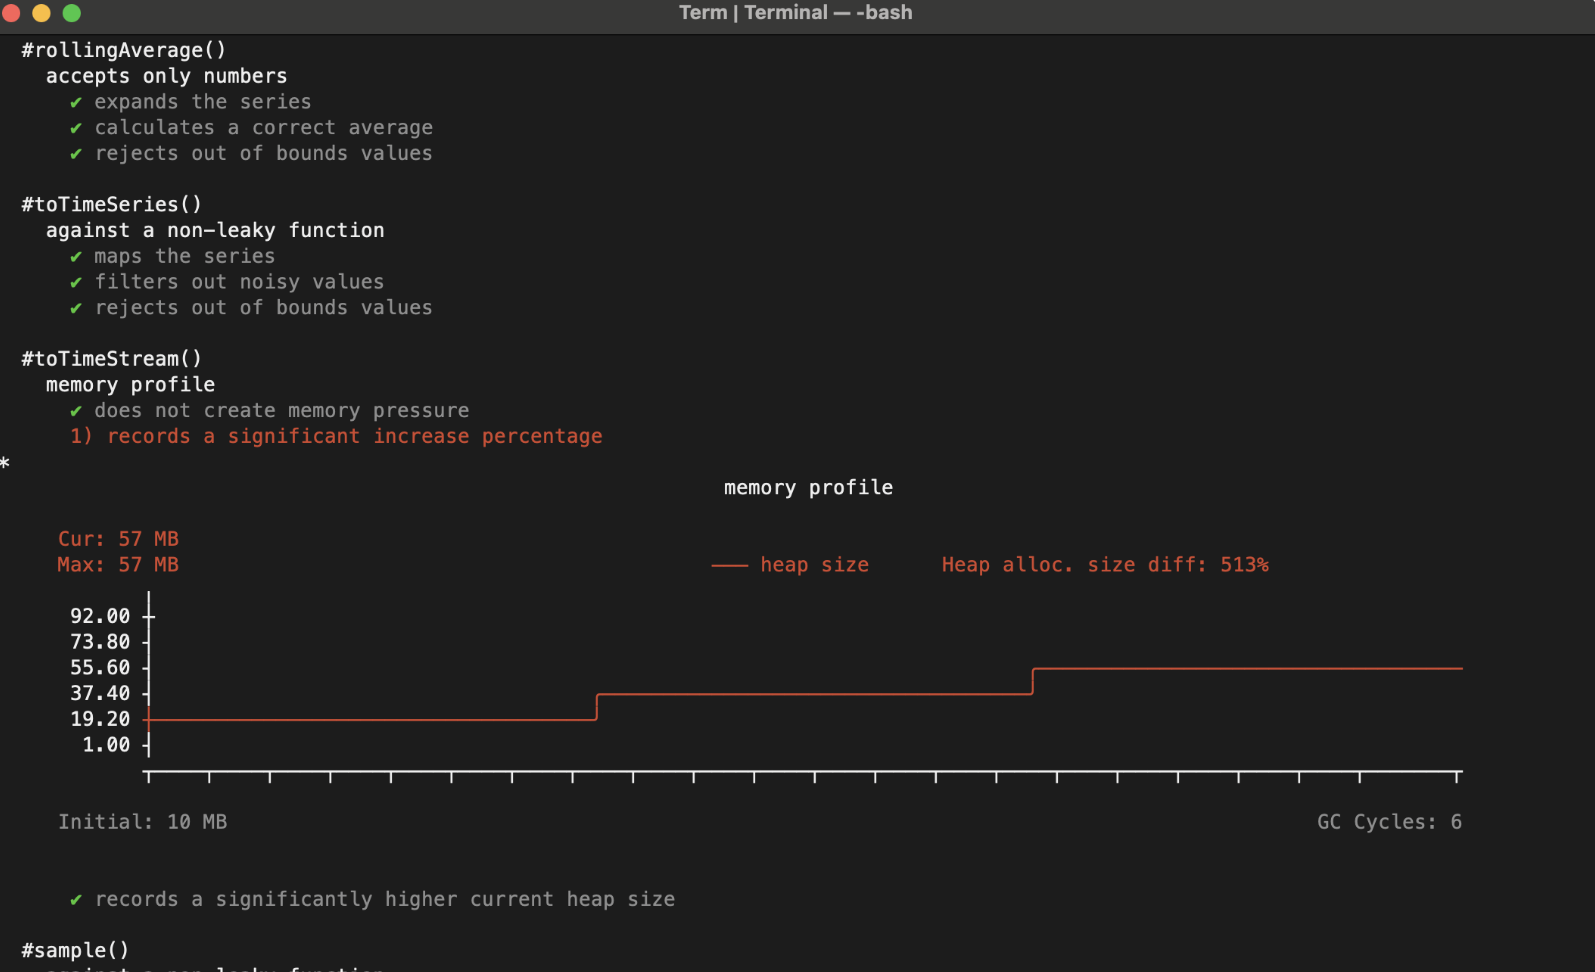 Term | Terminal — -bash
#rollingAverage()
accepts only numbers
✔ expands the series
✔ calculates a correct average
✔ rejects out of bounds values
#toTimeSeries()
against a non-leaky function
✔ maps the series
✔ filters out noisy values
✔ rejects out of bounds values
#toTimeStream()
memory profile
✔ does not create memory pressure
1) records a significant increase percentage
*
memory profile
Cur: 57 MB
Max: 57 MB —— heap size Heap alloc. size diff: 513%
92.00
73.80
55.60
37.40
19.20
1.00
Initial: 10 MB GC Cycles: 6
✔ records a significantly higher current heap size
#sample()
against a non-leaky function